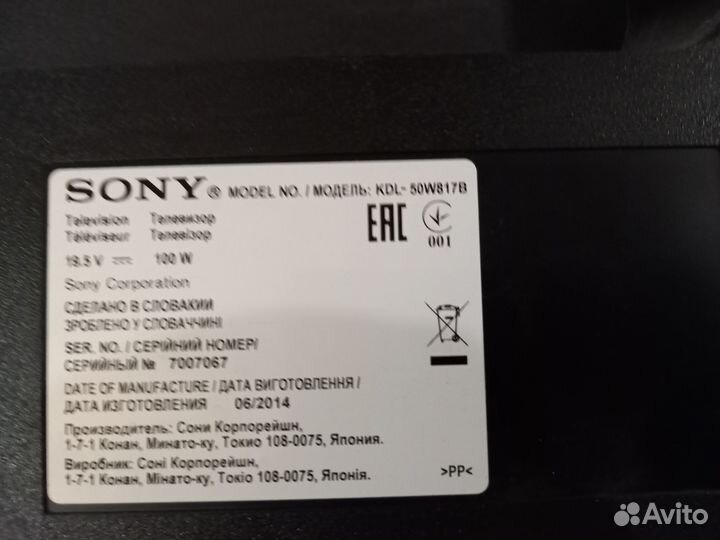 SONY® MODEL NO. / МОДЕЛЬ: KDL- 50W817B
Television Телевизор
Téléviseur Телевізор
EAC
001
19.5 V 100 W
Sony Corporation
СДЕЛАНО В СЛОВАКИИ
ЗРОБЛЕНО У СЛОВАЧЧИНІ
SER. NO. / СЕРІЙНИЙ НОМЕР/
СЕРИЙНЫЙ № 7007067
DATE OF MANUFACTURE / ДАТА ВИГОТОВЛЕННЯ /
ДАТА ИЗГОТОВЛЕНИЯ 06/2014
Производитель: Сони Корпорейшн,
1-7-1 Конан, Минато-ку, Токио 108-0075, Япония.
Виробник: Соні Корпорейшн,
1-7-1 Конан, Мінато-ку, Токіо 108-0075, Японія.
>PP<
Avito